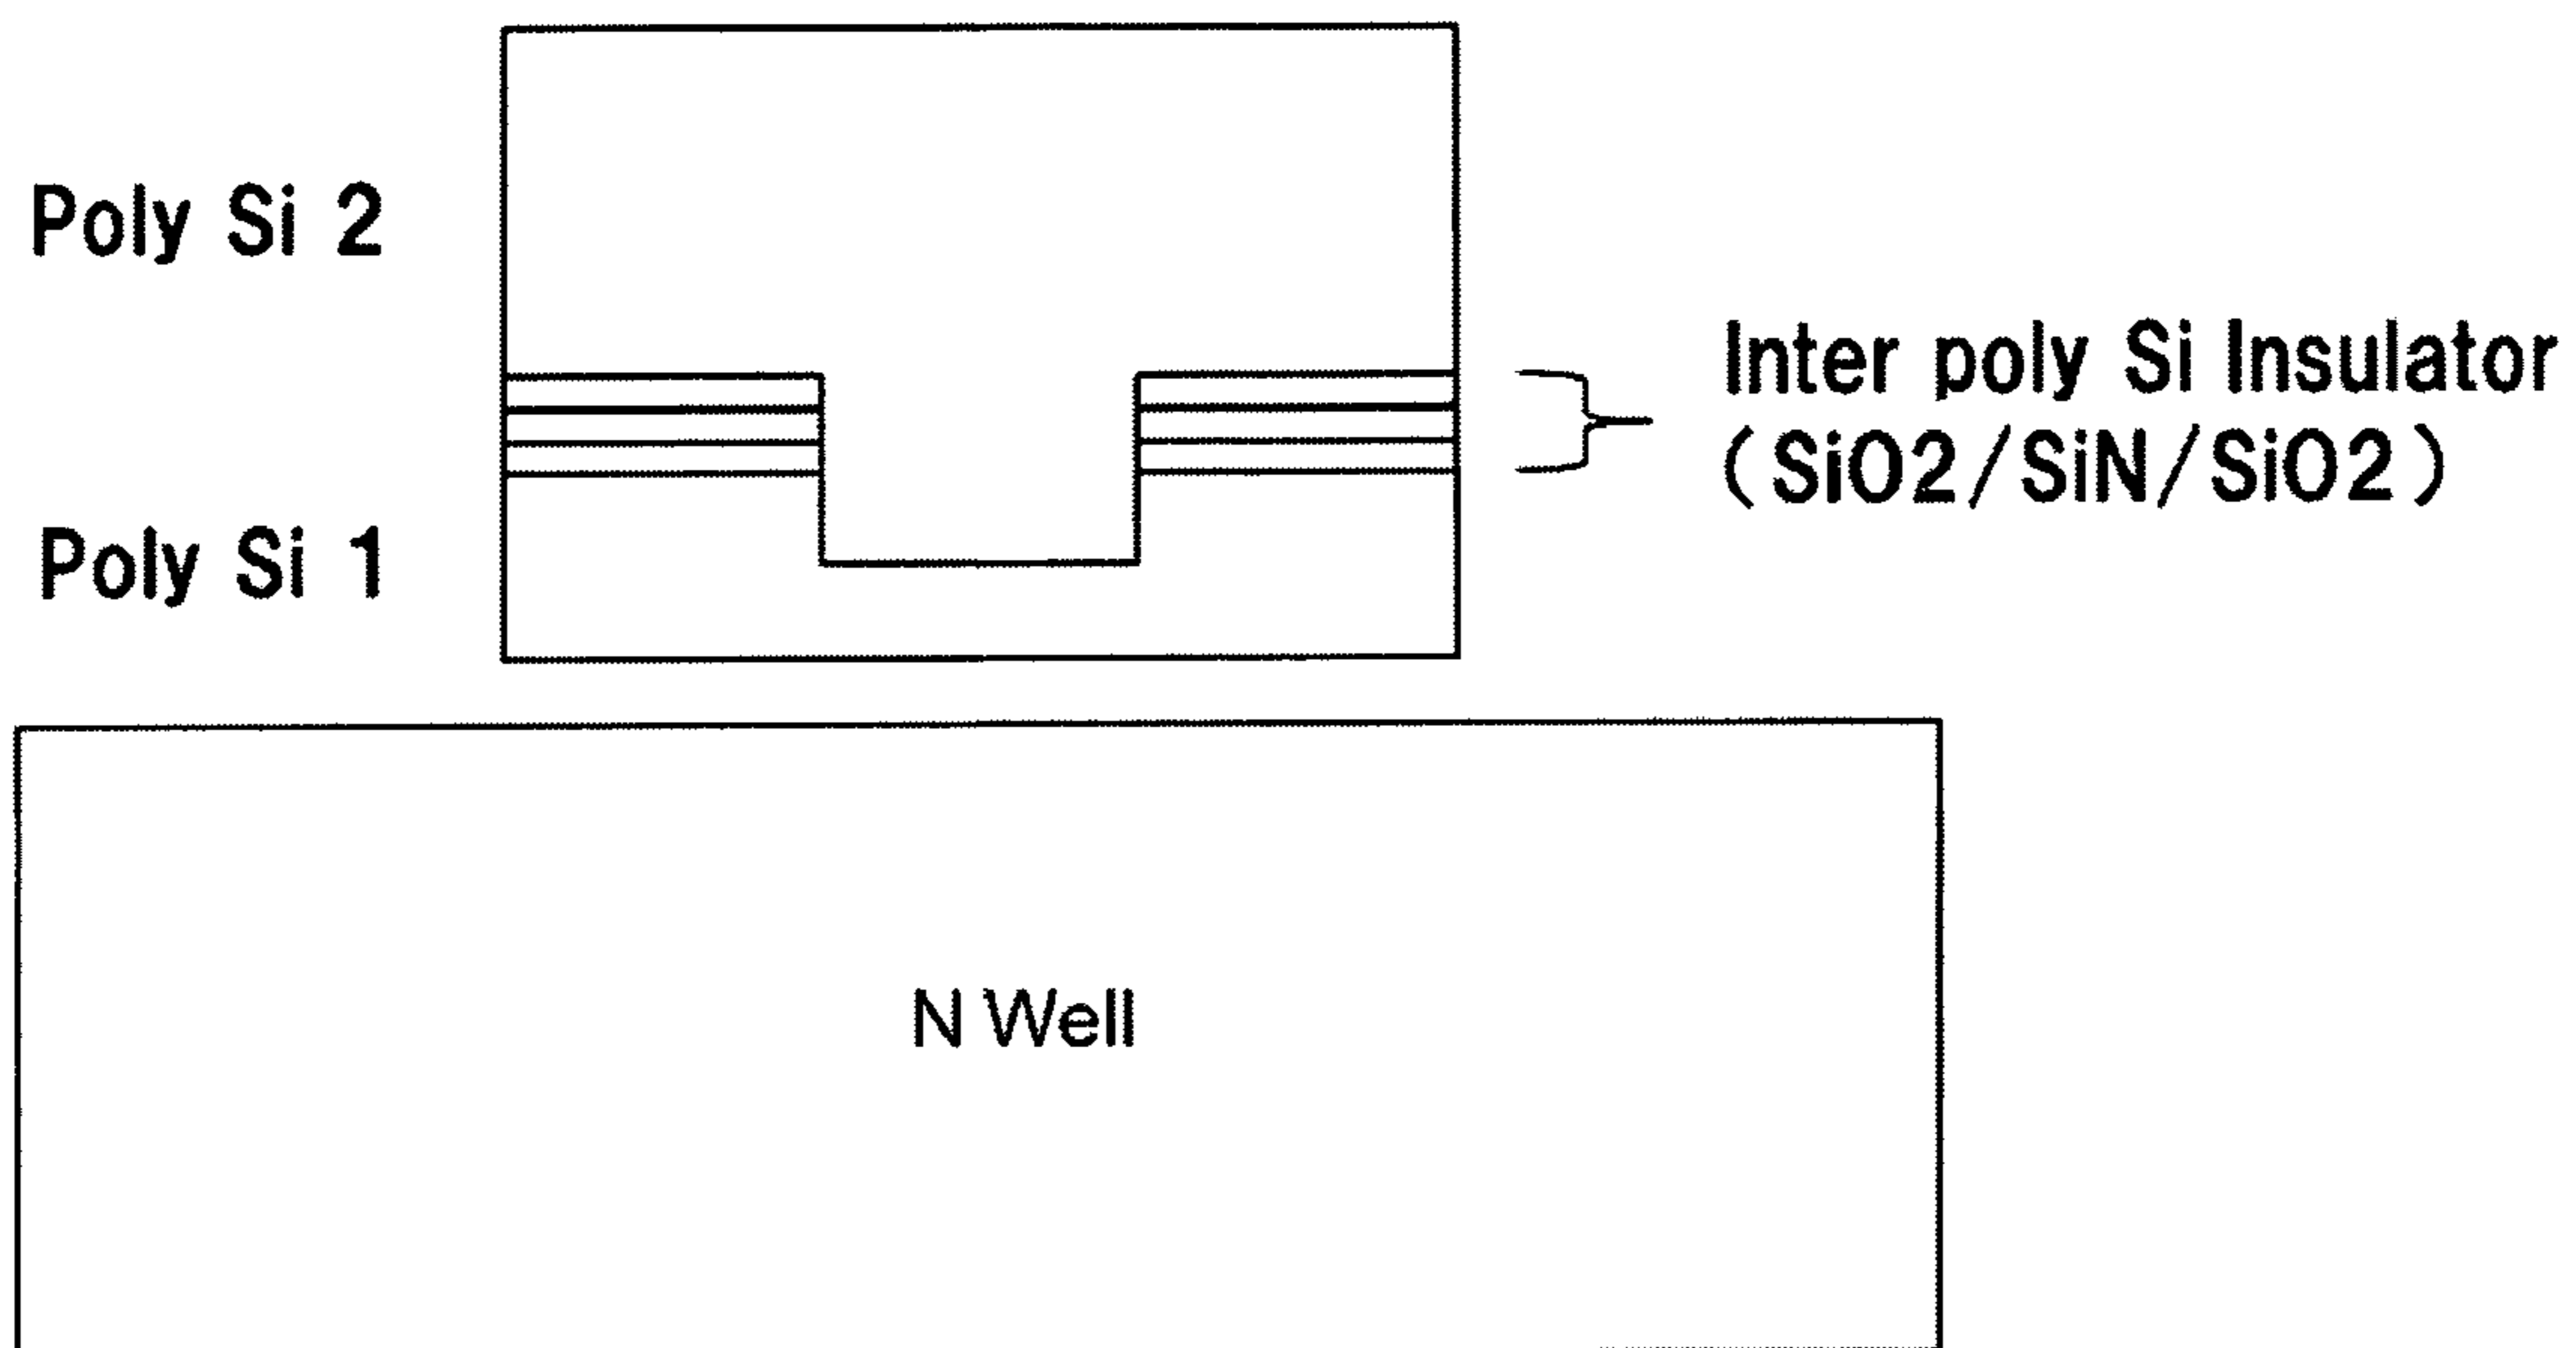 Poly Si 2
Inter poly Si Insulator
(SiO2/SiN/SiO2)
Poly Si 1
N Well